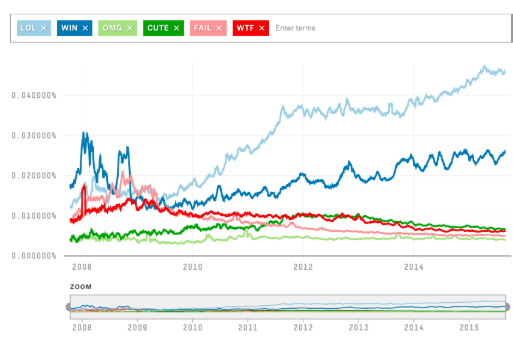 LOL × WIN × OMG × CUTE × FAIL × WTF × Enter terms
0.040000%
0.030000%
0.020000%
0.010000%
0.000000%
2008 2010 2011 2012 2014
ZOOM
2008 2009 2010 2011 2012 2013 2014 2015